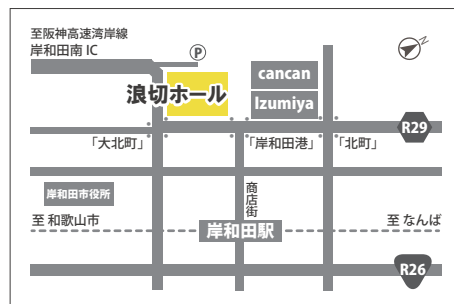 至阪神高速湾岸線
岸和田南 IC
P
Z
浪切ホール
cancan
Izumiya
R29
「大北町」
「岸和田港」
「北町」
岸和田市役所
商店街
至 和歌山市
至 なんば
岸和田駅
R26